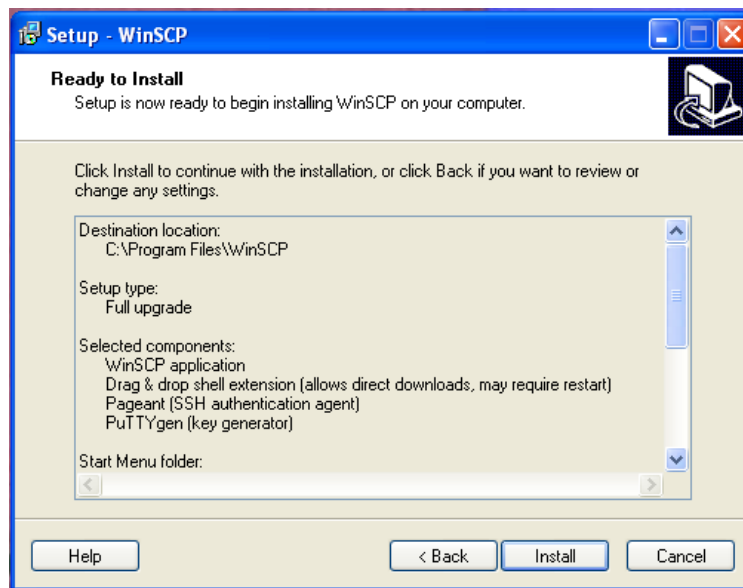 Setup - WinSCP
Ready to Install
Setup is now ready to begin installing WinSCP on your computer.
Click Install to continue with the installation, or click Back if you want to review or
change any settings.
Destination location:
C:\Program Files\WinSCP
Setup type:
Full upgrade
Selected components:
WinSCP application
Drag & drop shell extension (allows direct downloads, may require restart)
Pageant (SSH authentication agent)
PuTTYgen (key generator)
Start Menu folder:
Help
< Back
Install
Cancel